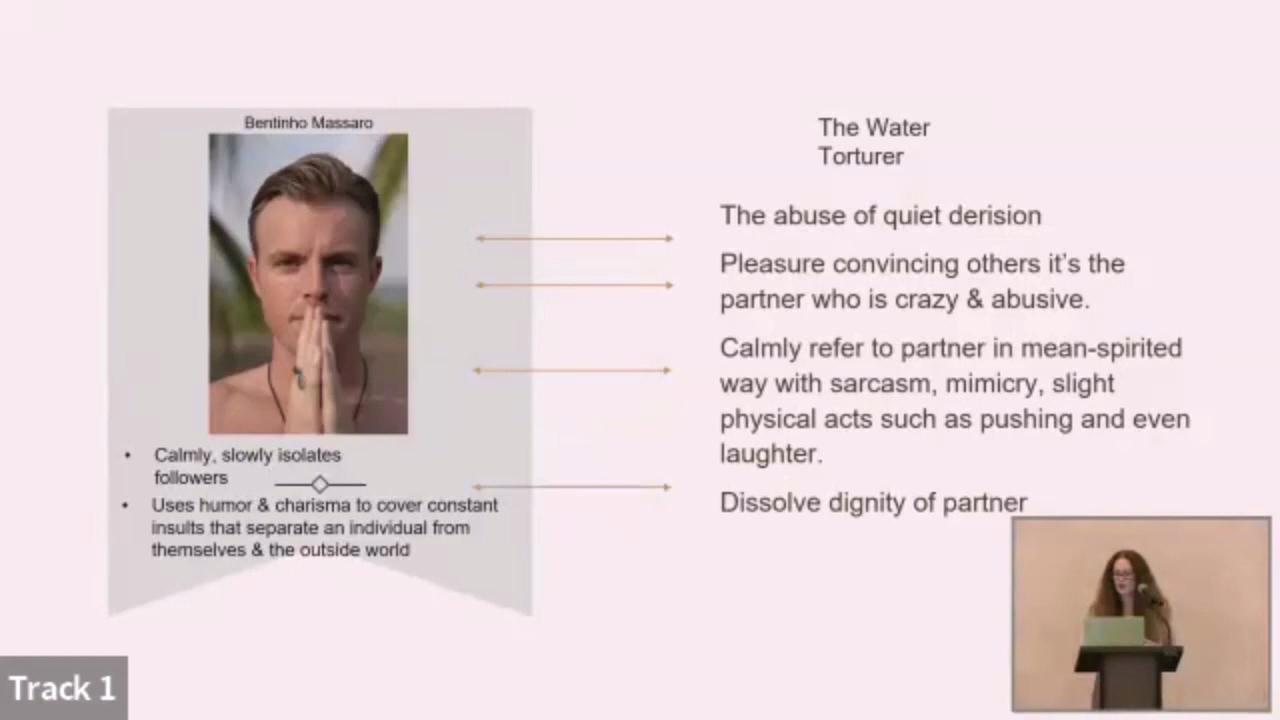 Bentinho Massaro
• Calmly, slowly isolates
followers
• Uses humor & charisma to cover constant
insults that separate an individual from
themselves & the outside world
The Water
Torturer
The abuse of quiet derision
Pleasure convincing others it's the
partner who is crazy & abusive.
Calmly refer to partner in mean-spirited
way with sarcasm, mimicry, slight
physical acts such as pushing and even
laughter.
Dissolve dignity of partner
Track 1